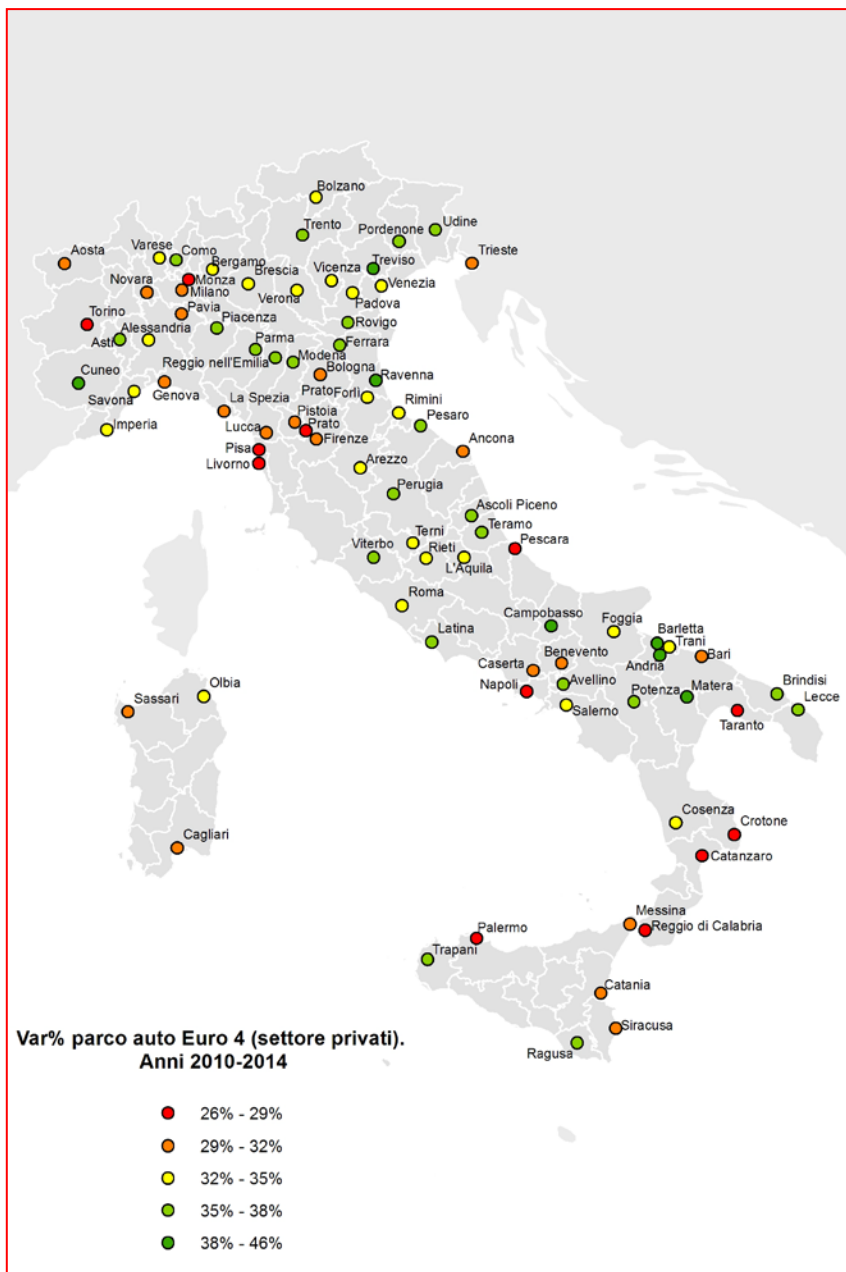 Bolzano
Udine
Trento
Pordenone
Aosta
Varese
Como
Bergamo
Treviso
Trieste
Brescia
Vicenza
Venezia
Novara
Monza
Milano
Verona
Padova
Pavia
Torino
Alessandria
Piacenza
Rovigo
Asti
Parma
Ferrara
Cuneo
Reggio nell'Emilia
Modena
Bologna
Ravenna
Savona
Genova
La Spezia
Prato
Forlì
Rimini
Imperia
Pistoia
Pesaro
Lucca
Prato
Firenze
Ancona
Pisa
Livorno
Arezzo
Perugia
Ascoli Piceno
Teramo
Terni
Pescara
Viterbo
Rieti
L'Aquila
Roma
Campobasso
Foggia
Barletta
Latina
Trani
Benevento
Bari
Caserta
Andria
Olbia
Avellino
Brindisi
Napoli
Potenza
Matera
Sassari
Lecce
Salerno
Taranto
Cosenza
Crotone
Cagliari
Catanzaro
Messina
Palermo
Reggio di Calabria
Trapani
Catania
Siracusa
Ragusa
Var% parco auto Euro 4 (settore privati).
Anni 2010-2014
26% - 29%
29% - 32%
32% - 35%
35% - 38%
38% - 46%